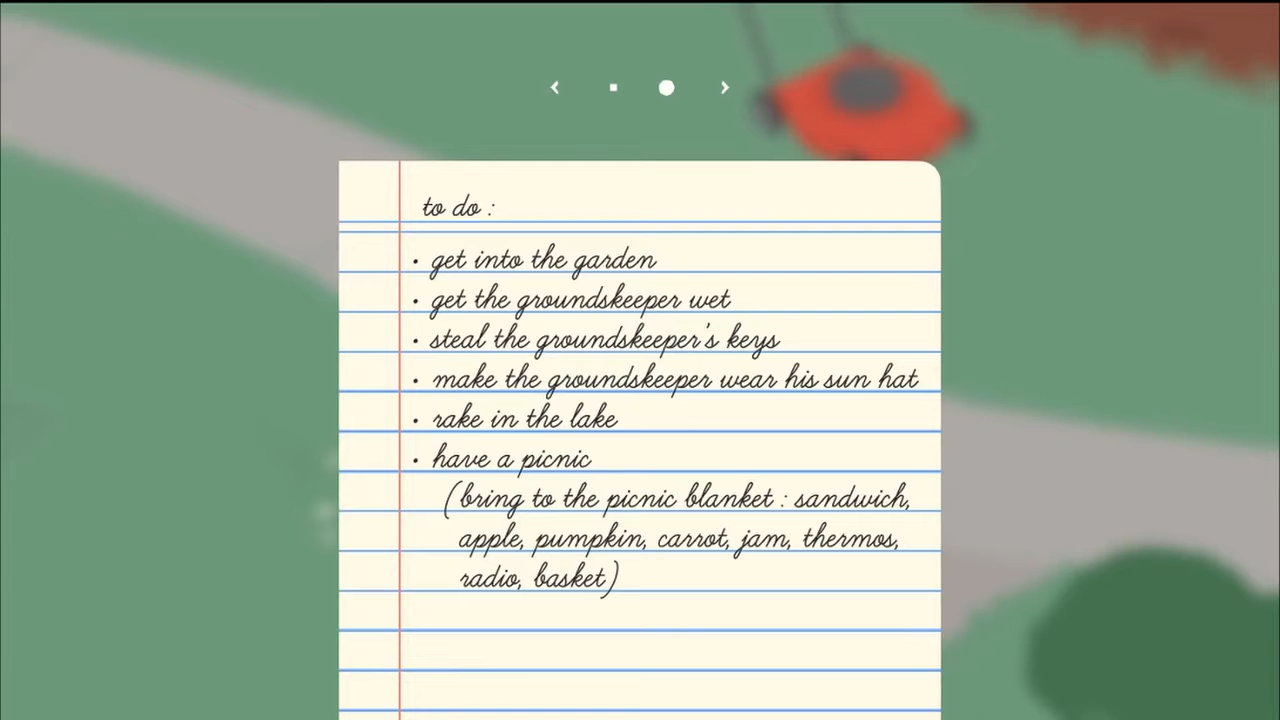 to do :
• get into the garden
• get the groundskeeper wet
• steal the groundskeeper's keys
• make the groundskeeper wear his sun hat
• rake in the lake
• have a picnic
(bring to the picnic blanket : sandwich,
apple, pumpkin, carrot, jam, thermos,
radio, basket)